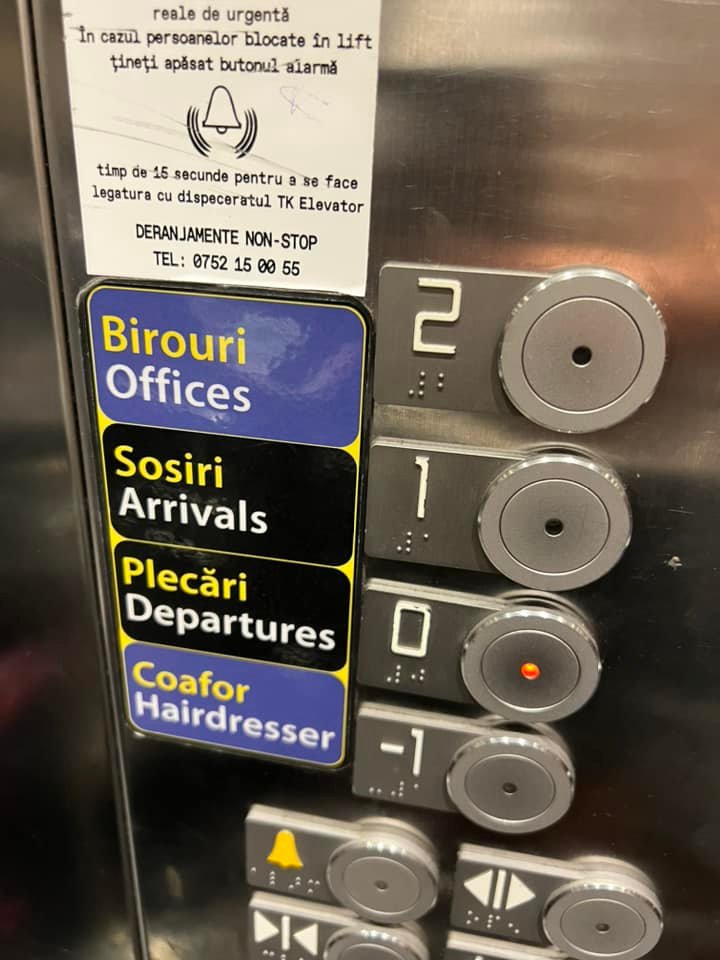 reale de urgentă
în cazul persoanelor blocate în lift
țineți apăsat butonul alarmă
timp de 15 secunde pentru a se face
legatura cu dispeceratul TK Elevator
DERANJAMENTE NON-STOP
TEL: 0752 15 00 55
Birouri
Offices
2
Sosiri
Arrivals
1
Plecări
Departures
0
Coafor
Hairdresser
-1